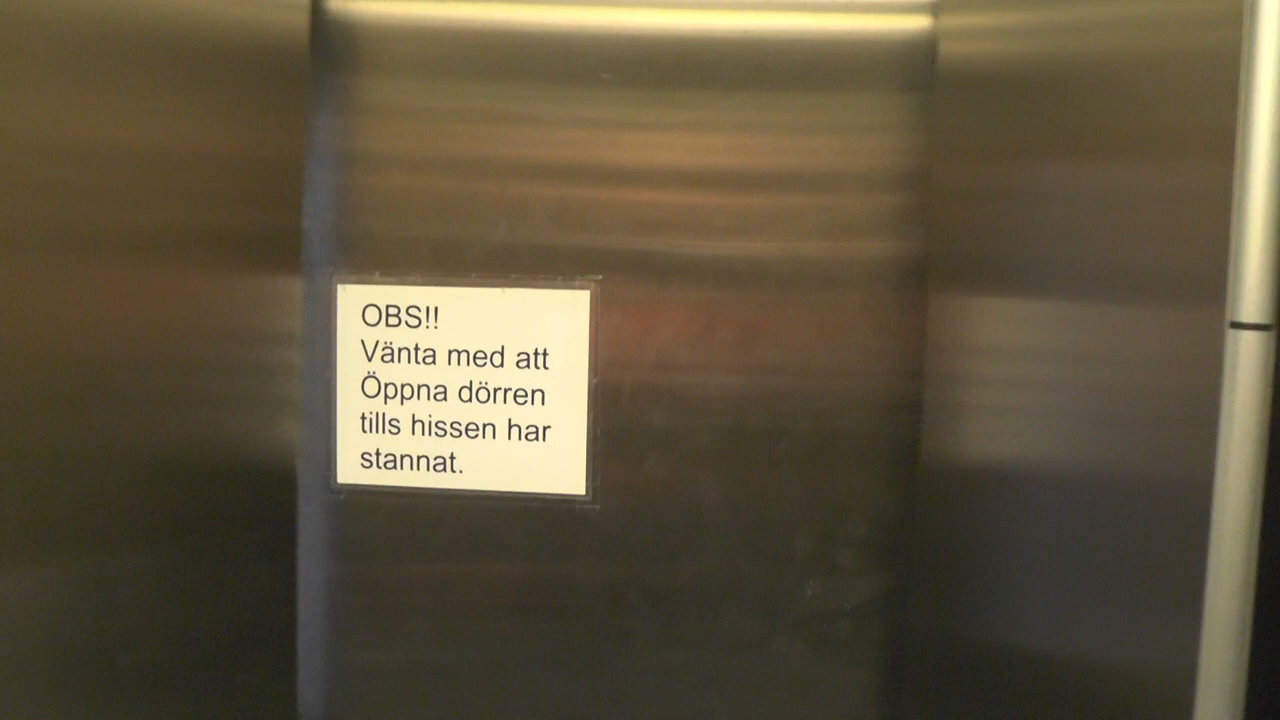 OBS!!
Vänta med att
Öppna dörren
tills hissen har
stannat.